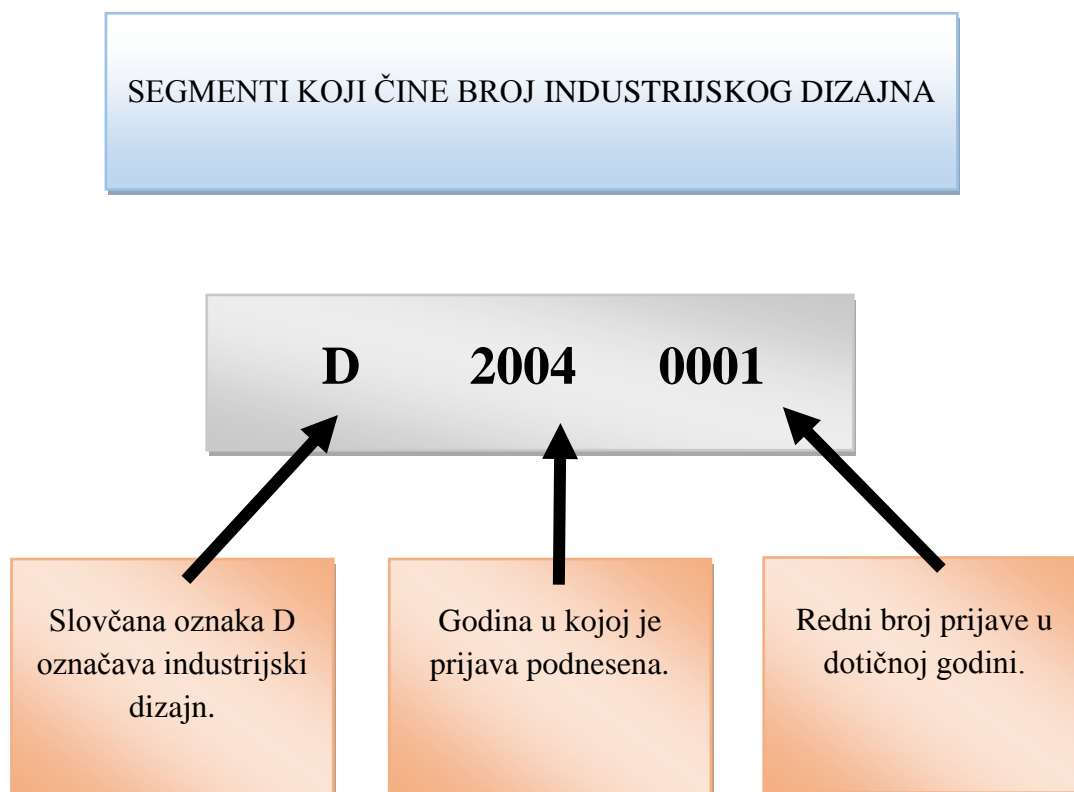 SEGMENTI KOJI ČINE BROJ INDUSTRIJSKOG DIZAJNA
D 2004 0001
Slovčana oznaka D
označava industrijski
dizajn.
Godina u kojoj je
prijava podnesena.
Redni broj prijave u
dotičnoj godini.